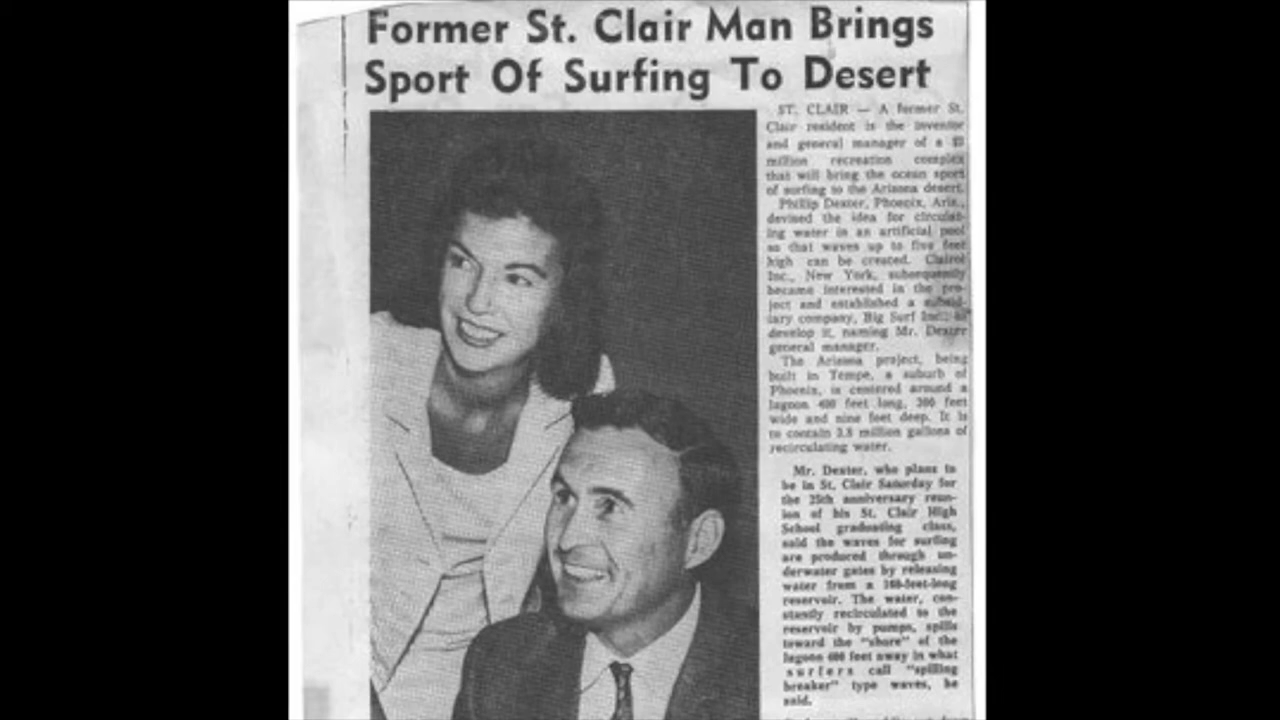 Former St. Clair Man Brings
Sport Of Surfing To Desert
ST. CLAIR — A former St.
Clair resident is the inventor
and general manager of a
million recreation complex
that will bring the ocean sport
of surfing to the Arizona desert.
Phillip Dexter, Phoenix, Ariz.,
devised the idea for circulat-
ing water in an artificial pool
so that waves up to five feet
high can be created. Clairol
Inc., New York, subsequently
became interested in the pro-
ject and established a subsid-
iary company, Big Surf Inc., to
develop it, naming Mr. Dexter
general manager.
The Arizona project, being
built in Tempe, a suburb of
Phoenix, is centered around a
lagoon 400 feet long, 300 feet
wide and nine feet deep. It is
to contain 3.8 million gallons of
recirculating water.
Mr. Dexter, who plans to
be in St. Clair Saturday for
the 25th anniversary reun-
ion of his St. Clair High
School graduating class,
said the waves for surfing
are produced through un-
derwater gates by releasing
water from a 160-feet-long
reservoir. The water, con-
stantly recirculated to the
reservoir by pumps, spills
toward the "shore" of the
lagoon 400 feet away in what
surfers call "spilling
breaker" type waves, he
said.